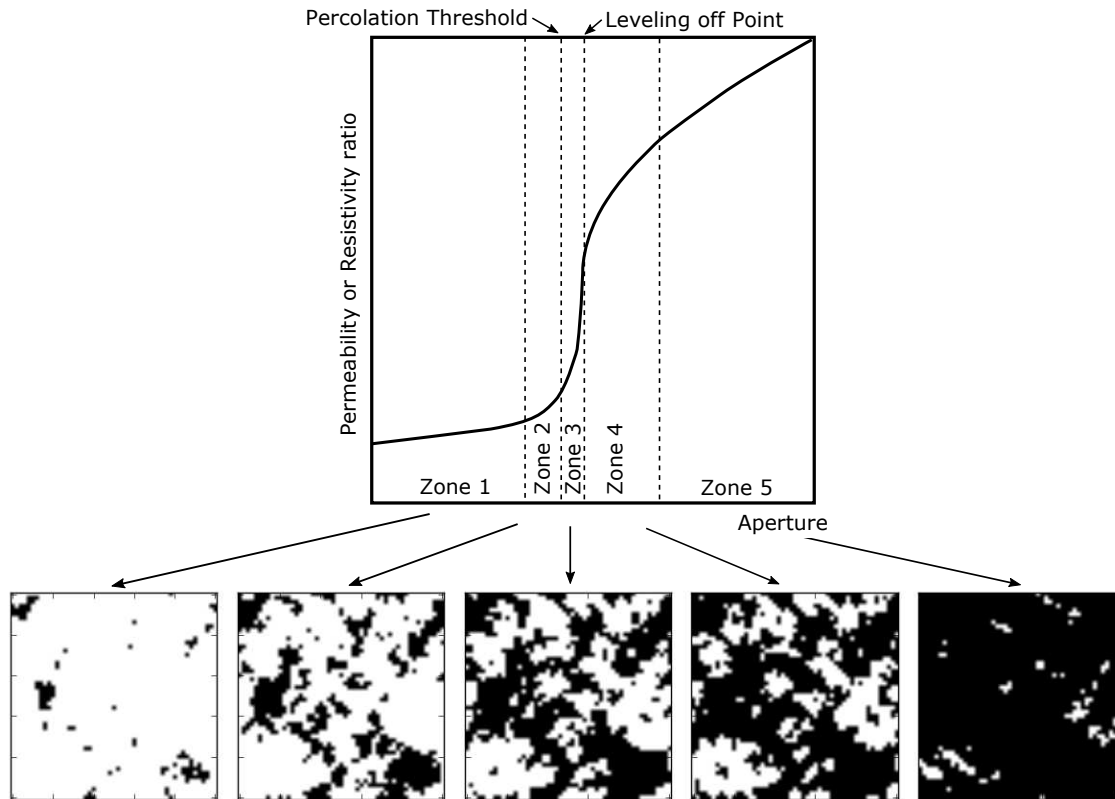 Percolation Threshold
Leveling off Point
Permeability or Resistivity ratio
Zone 1
Zone 2
Zone 3
Zone 4
Zone 5
Aperture